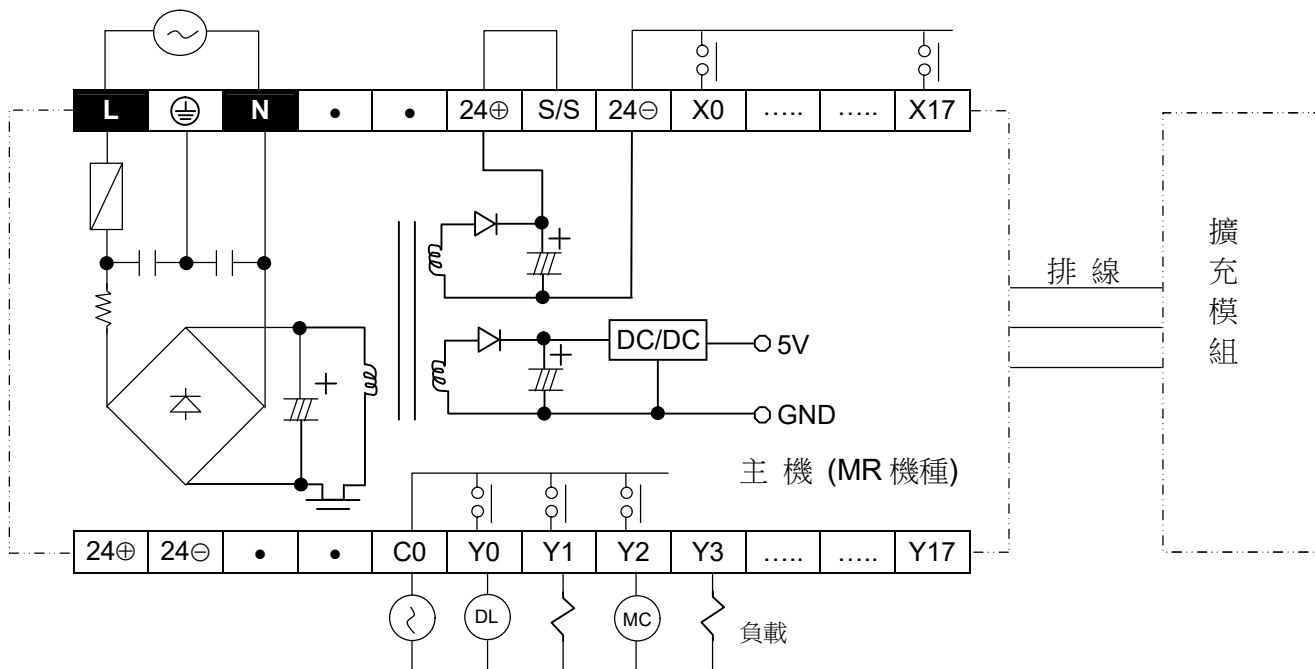 L ⏚ N • • 24⊕ S/S 24⊖ X0 ..... ..... X17
+
擴充模組
排 線
+
DC/DC
5V
+
GND
主 機 (MR 機種)
24⊕ 24⊖ • • C0 Y0 Y1 Y2 Y3 ..... ..... Y17
DL
MC
負載